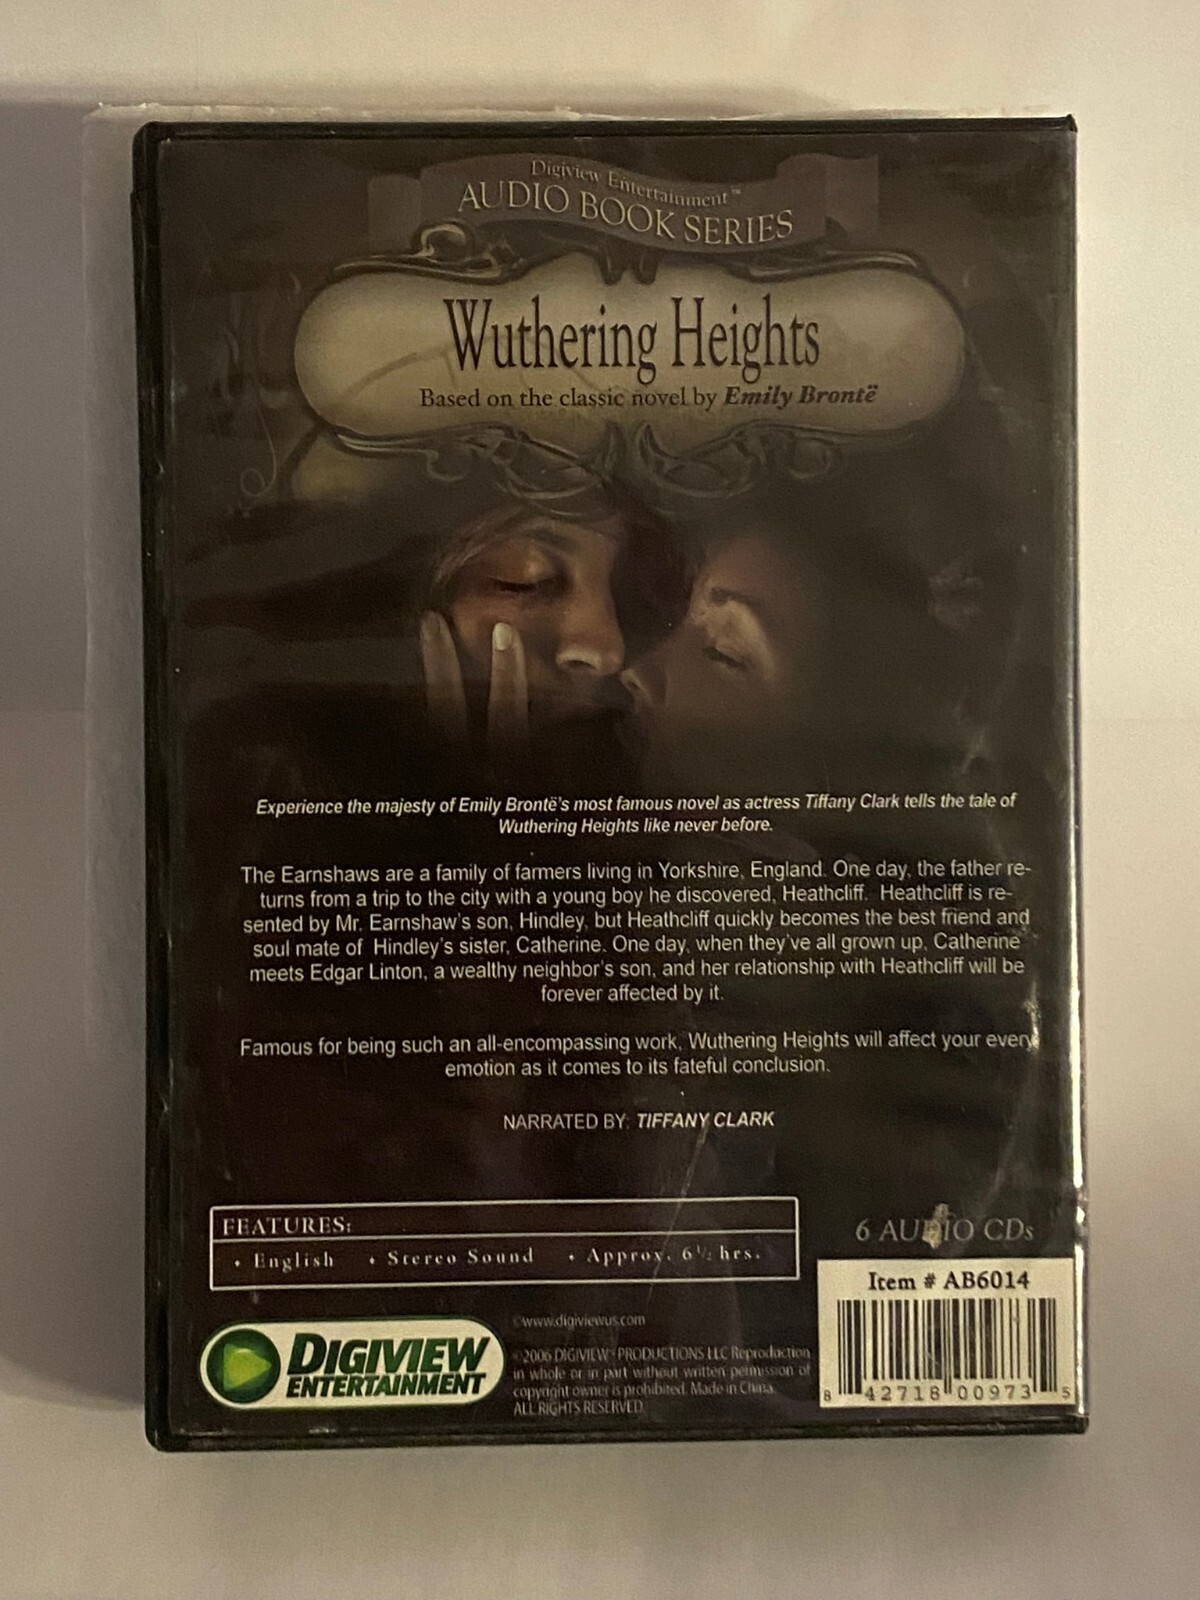 Digiview Entertainment™
AUDIO BOOK SERIES
Wuthering Heights
Based on the classic novel by Emily Brontë
Experience the majesty of Emily Brontë's most famous novel as actress Tiffany Clark tells the tale of
Wuthering Heights like never before.
The Earnshaws are a family of farmers living in Yorkshire, England. One day, the father re-
turns from a trip to the city with a young boy he discovered, Heathcliff. Heathcliff is re-
sented by Mr. Earnshaw's son, Hindley, but Heathcliff quickly becomes the best friend and
soul mate of Hindley's sister, Catherine. One day, when they've all grown up, Catherine
meets Edgar Linton, a wealthy neighbor's son, and her relationship with Heathcliff will be
forever affected by it.
Famous for being such an all-encompassing work, Wuthering Heights will affect your every
emotion as it comes to its fateful conclusion.
NARRATED BY: TIFFANY CLARK
FEATURES:
• English • Stereo Sound • Approx. 6½ hrs.
6 AUDIO CDs
Item # AB6014
8 42718 00973 5
DIGIVIEW
ENTERTAINMENT
©www.digiviewus.com
©2006 DIGIVIEW® PRODUCTIONS LLC Reproduction
in whole or in part without written permission of
copyright owner is prohibited. Made in China.
ALL RIGHTS RESERVED.